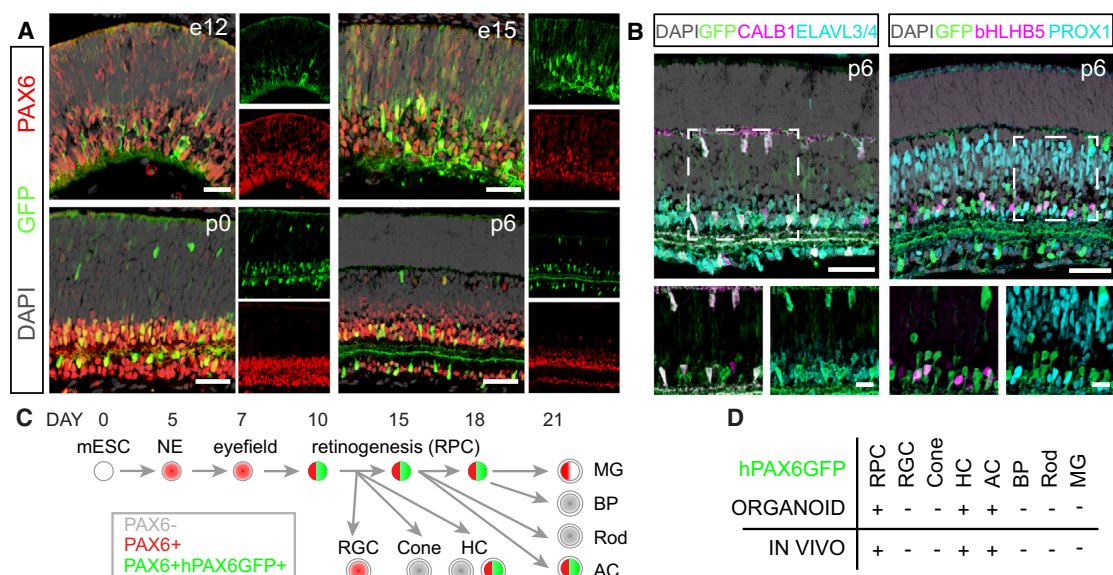 A
e12
e15
p0
p6
DAPI GFP PAX6
B
DAPIGFPCALB1ELAVL3/4
DAPIGFPbHLHB5PROX1
p6
p6
C
DAY 0 5 7 10 15 18 21
mESC NE eyefield retinogenesis (RPC)
MG
BP
Rod
AC
RGC Cone HC
PAX6-
PAX6+
PAX6+hPAX6GFP+
D
hPAX6GFP RPC RGC Cone HC AC BP Rod MG
ORGANOID + - - + + - - -
IN VIVO + - - + + - - -